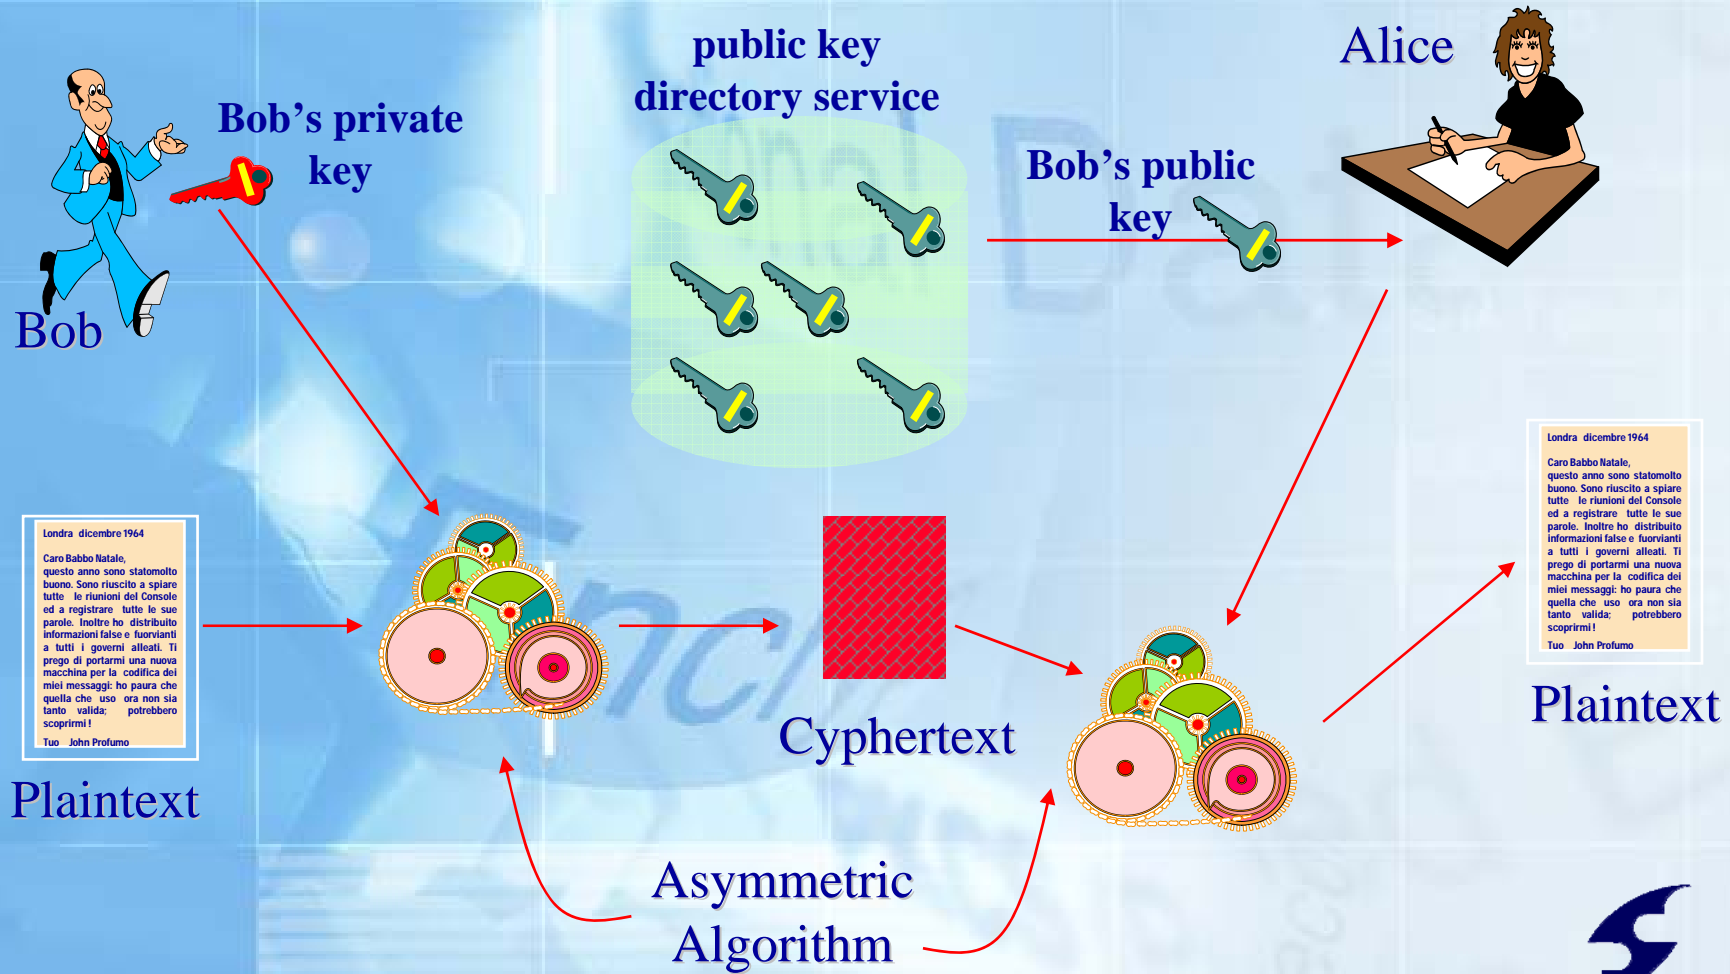 public key
directory service
Alice
Bob's private
key
Bob's public
key
Bob
Londra dicembre 1964
Caro Babbo Natale,
questo anno sono statomolto
buono. Sono riuscito a spiare
tutte le riunioni del Console
ed a registrare tutte le sue
parole. Inoltre ho distribuito
informazioni false e fuorvianti
a tutti i governi alleati. Ti
prego di portarmi una nuova
macchina per la codifica dei
miei messaggi: ho paura che
quella che uso ora non sia
tanto valida; potrebbero
scoprirmi !
Tuo John Profumo
Plaintext
Cyphertext
Londra dicembre 1964
Caro Babbo Natale,
questo anno sono statomolto
buono. Sono riuscito a spiare
tutte le riunioni del Console
ed a registrare tutte le sue
parole. Inoltre ho distribuito
informazioni false e fuorvianti
a tutti i governi alleati. Ti
prego di portarmi una nuova
macchina per la codifica dei
miei messaggi: ho paura che
quella che uso ora non sia
tanto valida; potrebbero
scoprirmi !
Tuo John Profumo
Plaintext
Asymmetric
Algorithm